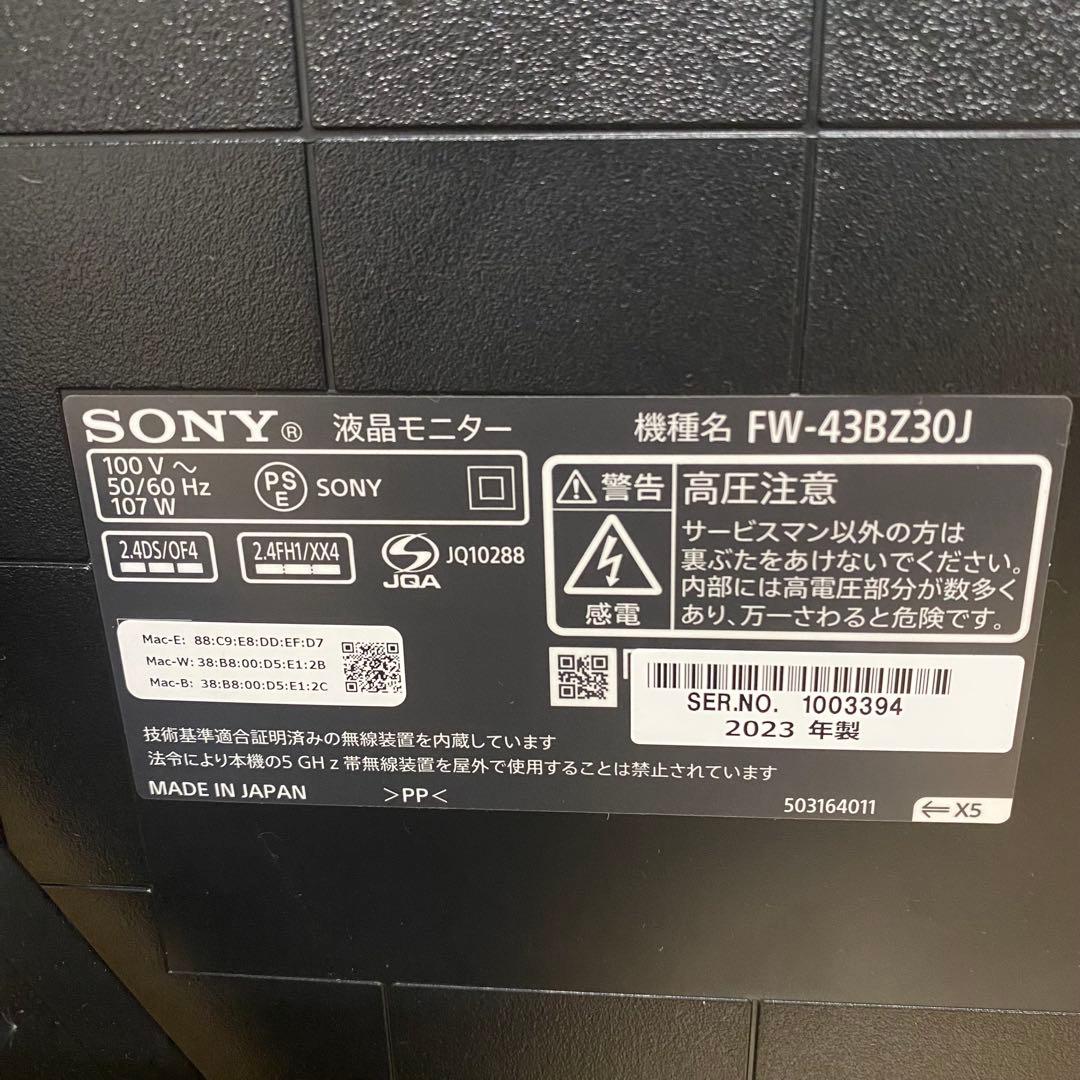 SONY® 液晶モニター
機種名 FW-43BZ30J
100 V ～
50/60 Hz
107 W
PS
E
SONY
2.4DS/OF4
2.4FH1/XX4
JQA
JQ10288
警告
感電
高圧注意
サービスマン以外の方は
裏ぶたをあけないでください。
内部には高電圧部分が数多く
あり、万一さわると危険です。
Mac-E: 88:C9:E8:DD:EF:D7
Mac-W: 38:B8:00:D5:E1:2B
Mac-B: 38:B8:00:D5:E1:2C
SER.NO. 1003394
2023 年製
技術基準適合証明済みの無線装置を内蔵しています
法令により本機の5 GHz帯無線装置を屋外で使用することは禁止されています
MADE IN JAPAN >PP<
503164011
⇐ X5